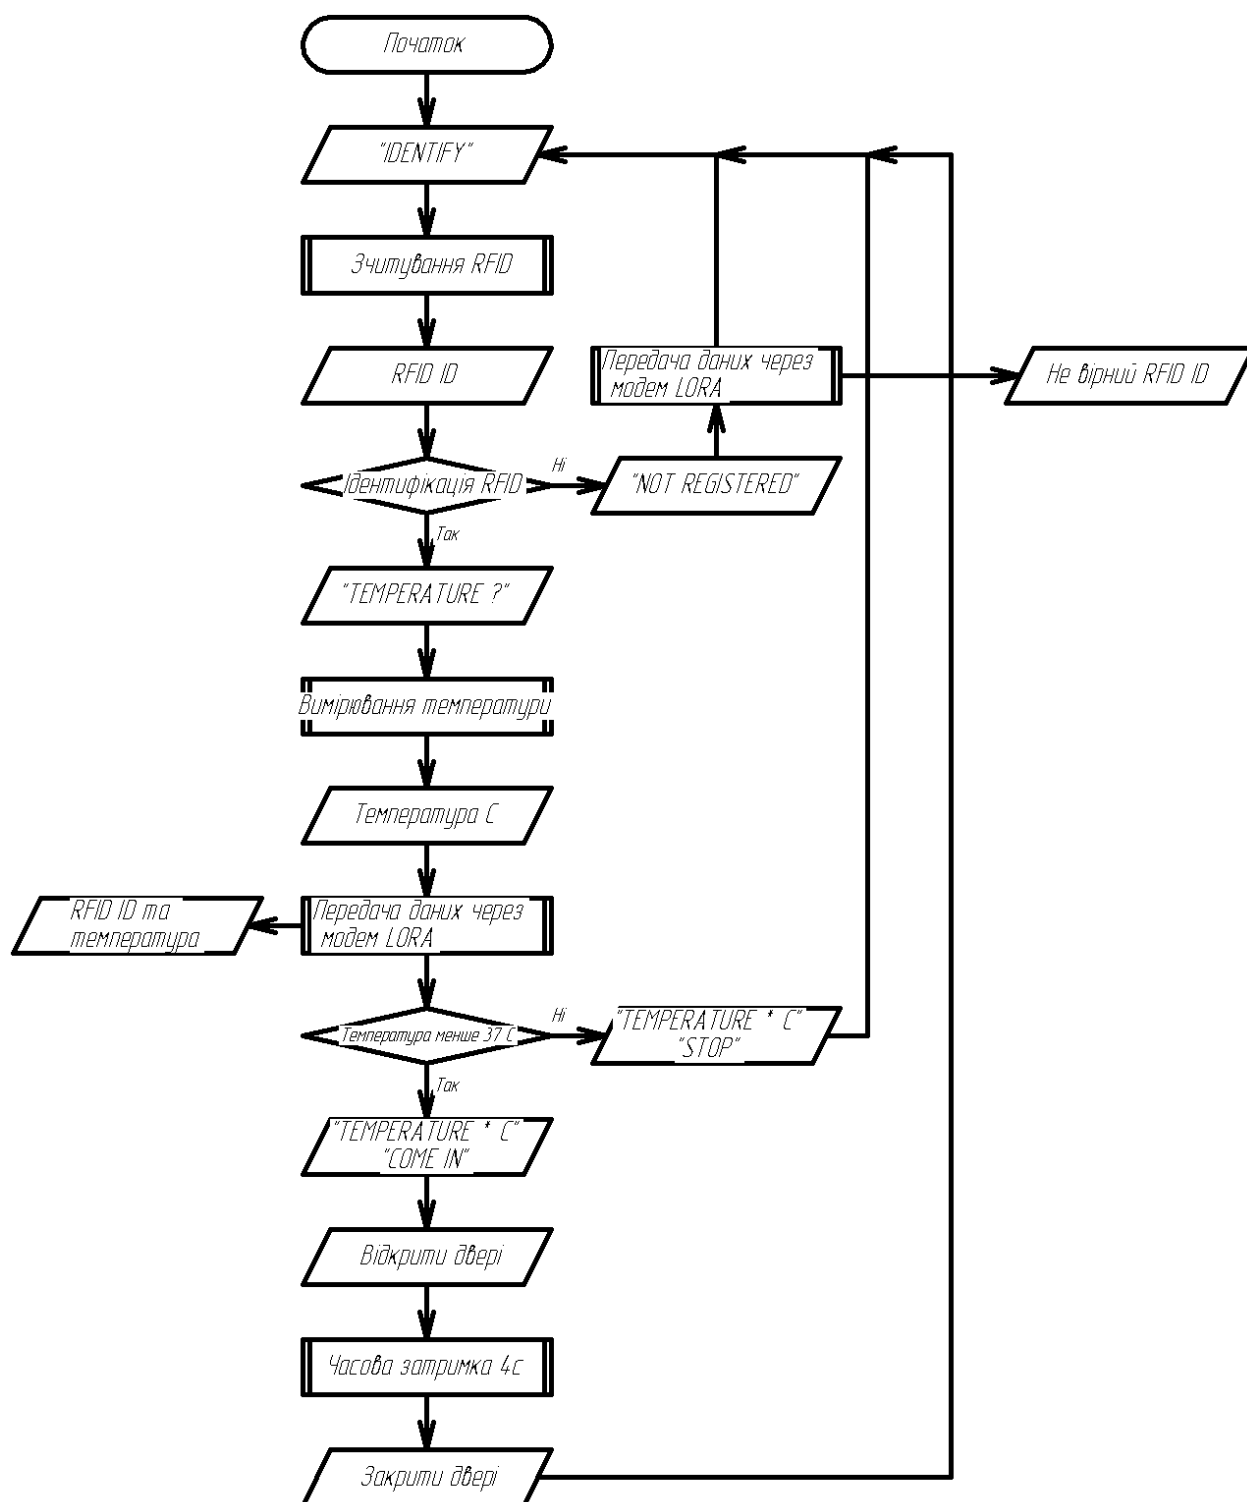 Початок
"IDENTIFY"
Зчитування RFID
RFID ID
Передача даних через
модем LORA
Не вірний RFID ID
Ідентифікація RFID
Ні
"NOT REGISTERED"
Так
"TEMPERATURE ?"
Вимірювання температури
Температура С
RFID ID та
температура
Передача даних через
модем LORA
Температура менше 37 С
Ні
"TEMPERATURE * C"
"STOP"
Так
"TEMPERATURE * C"
"COME IN"
Відкрити двері
Часова затримка 4с
Закрити двері